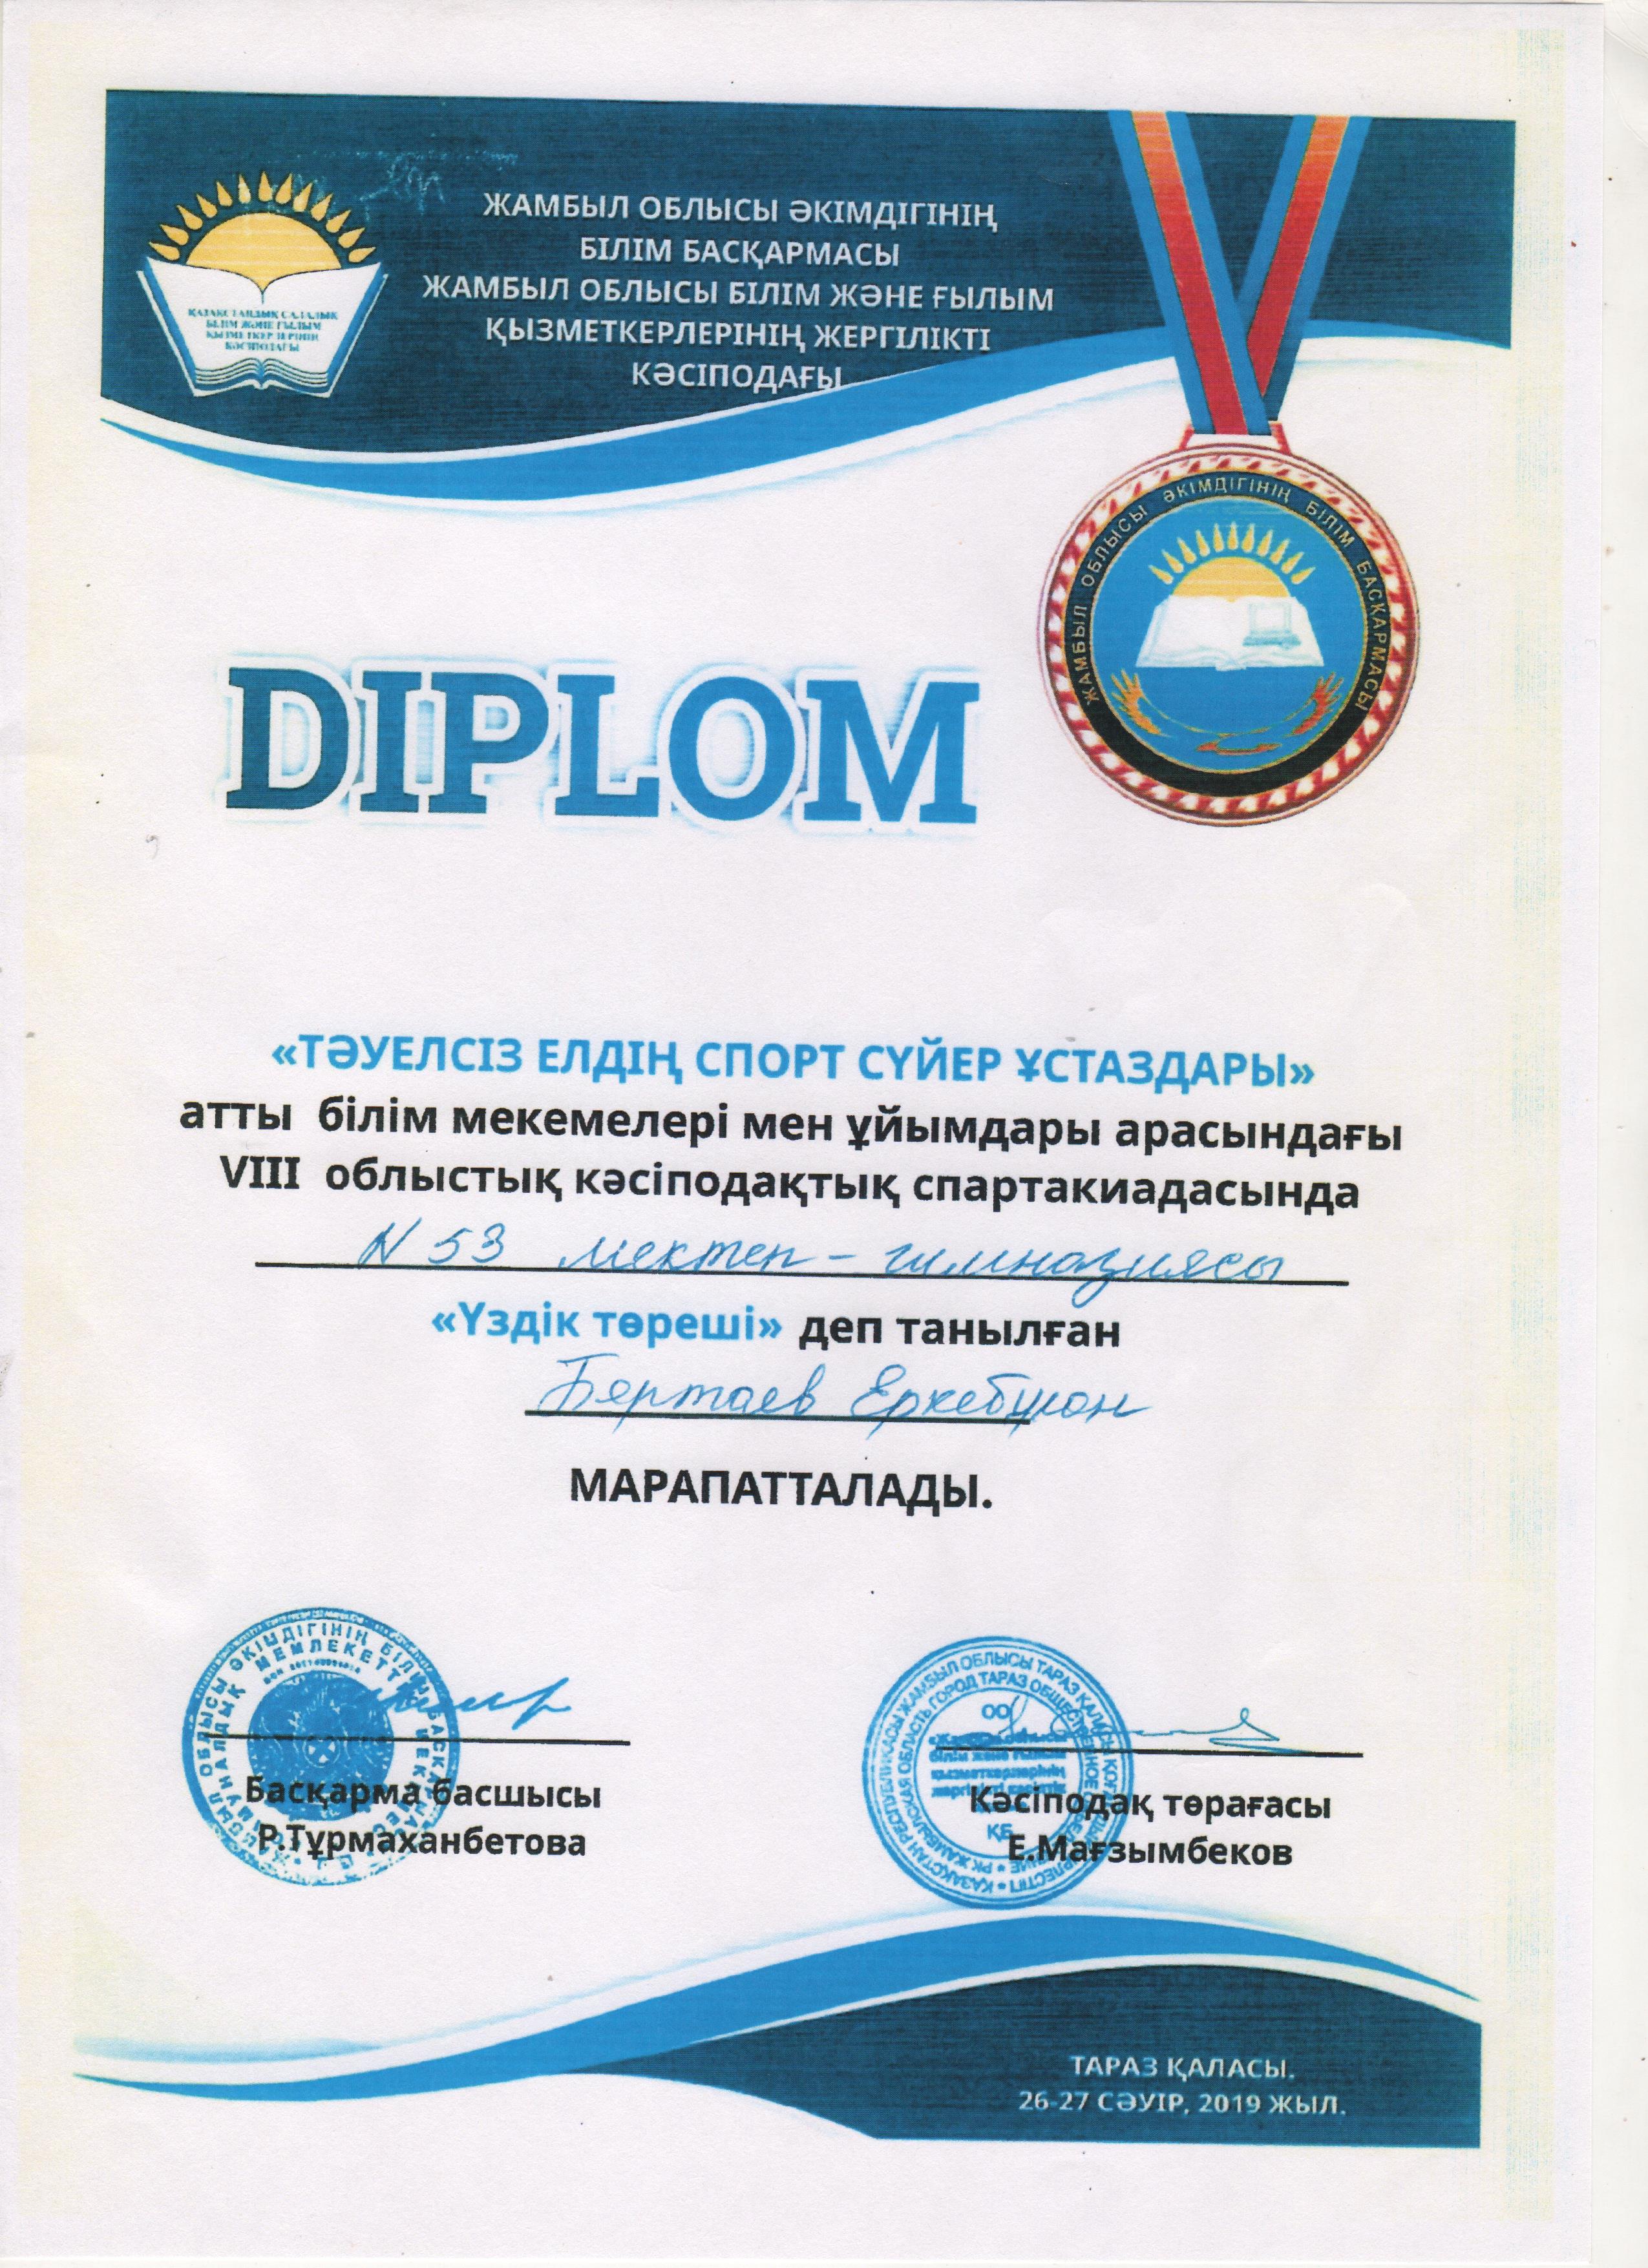 ЖАМБЫЛ ОБЛЫСЫ ӘКІМДІГІНІҢ
БІЛІМ БАСҚАРМАСЫ
ЖАМБЫЛ ОБЛЫСЫ БІЛІМ ЖӘНЕ ҒЫЛЫМ
ҚЫЗМЕТКЕРЛЕРІНІҢ ЖЕРГІЛІКТІ
КӘСІПОДАҒЫ
ҚАЗАҚСТАНДЫҚ САЛАЛЫҚ
БІЛІМ ЖӘНЕ ҒЫЛЫМ
ҚЫЗМЕТКЕРЛЕРІНІҢ
КӘСІПОДАҒЫ
ЖАМБЫЛ ОБЛЫСЫ ӘКІМДІГІНІҢ БІЛІМ БАСҚАРМАСЫ
DIPLOM
«ТӘУЕЛСІЗ ЕЛДІҢ СПОРТ СҮЙЕР ҰСТАЗДАРЫ»
атты білім мекемелері мен ұйымдары арасындағы
VIII облыстық кәсіподақтық спартакиадасында
N 53 мектеп - гимназиясы
«Үздік төреші» деп танылған
Бертаев Еркебұлан
МАРАПАТТАЛАДЫ.
Басқарма басшысы
Р.Тұрмаханбетова
Кәсіподақ төрағасы
Е.Мағзымбеков
ТАРАЗ ҚАЛАСЫ.
26-27 СӘУІР, 2019 ЖЫЛ.